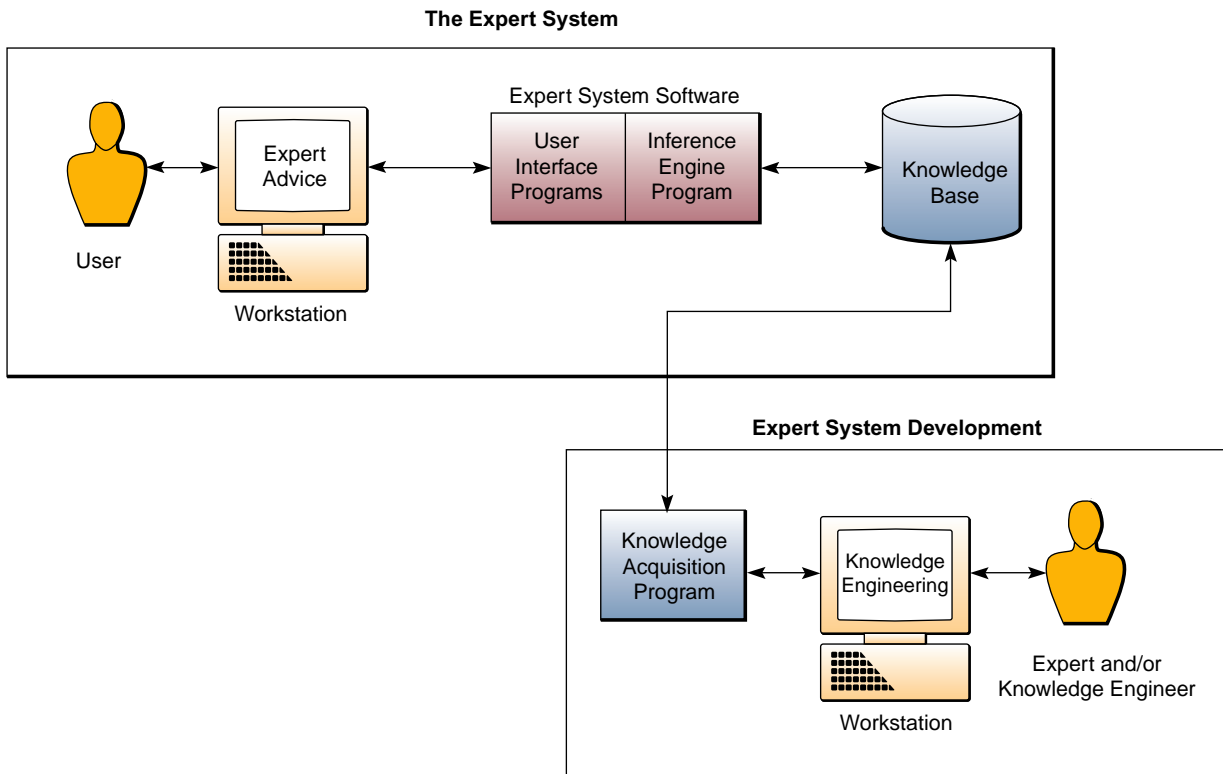 The Expert System
Expert System Software
User
Interface
Programs
Inference
Engine
Program
Expert
Advice
Knowledge
Base
User
Workstation
Expert System Development
Knowledge
Acquisition
Program
Knowledge
Engineering
Expert and/or
Knowledge Engineer
Workstation